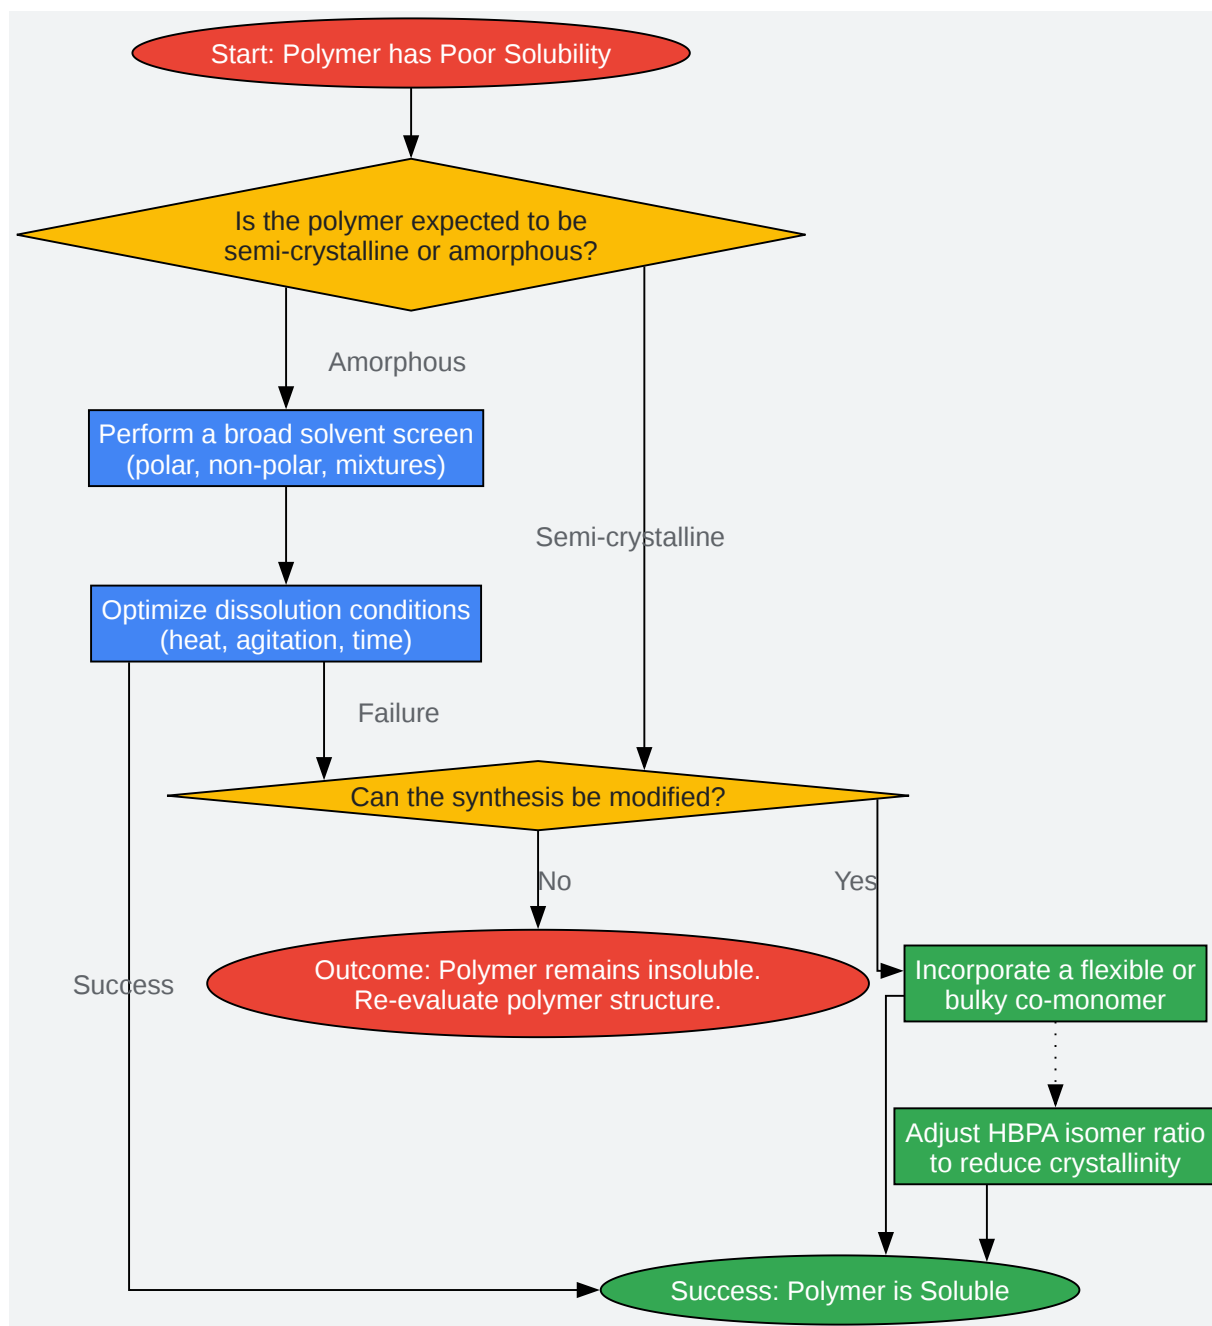 Start: Polymer has Poor Solubility
Is the polymer expected to be
semi-crystalline or amorphous?
Amorphous
Perform a broad solvent screen
(polar, non-polar, mixtures)
Semi-crystalline
Optimize dissolution conditions
(heat, agitation, time)
Failure
Can the synthesis be modified?
No
Yes
Outcome: Polymer remains insoluble.
Re-evaluate polymer structure.
Success
Incorporate a flexible or
bulky co-monomer
Adjust HBPA isomer ratio
to reduce crystallinity
Success: Polymer is Soluble